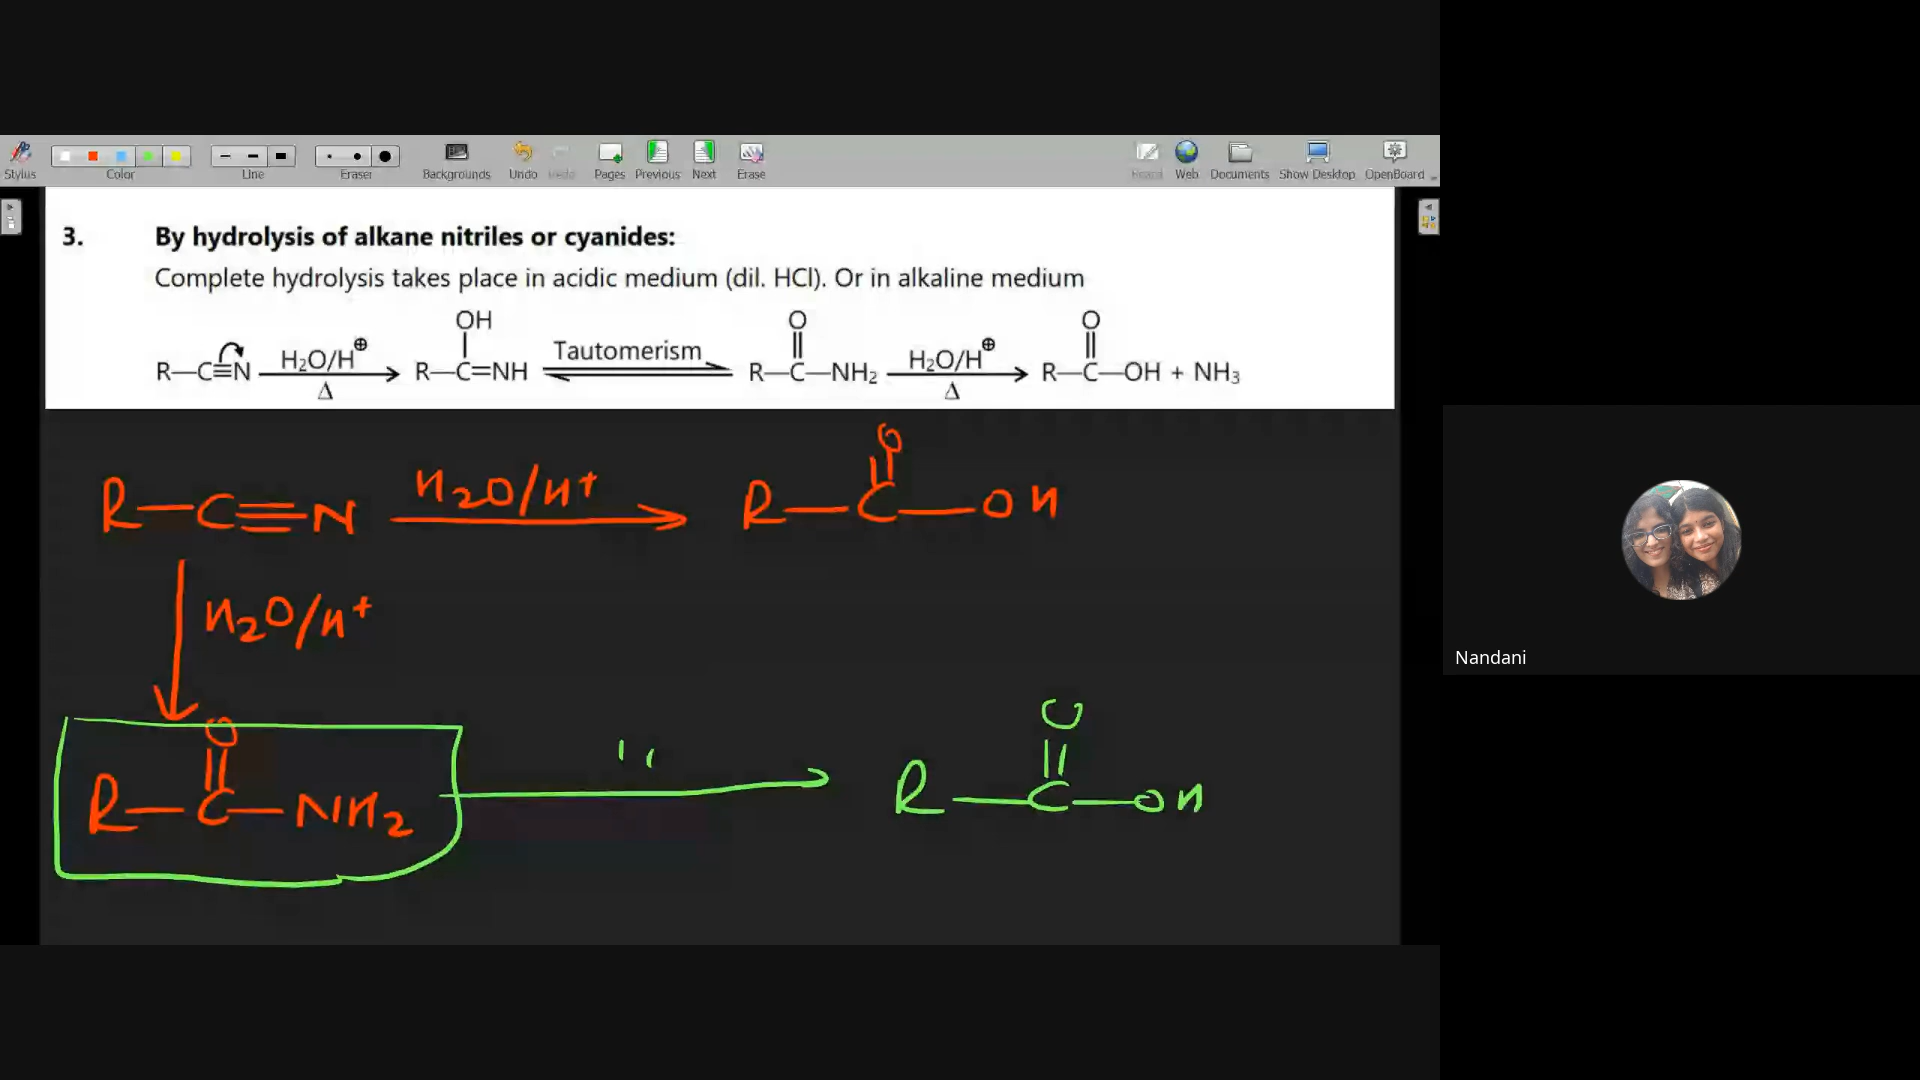 Stylus Color Line Eraser Backgrounds Undo Redo Pages Previous Next Erase Board Web Documents Show Desktop OpenBoard
3. By hydrolysis of alkane nitriles or cyanides:
Complete hydrolysis takes place in acidic medium (dil. HCl). Or in alkaline medium
OH O O
R—C≡N H₂O/H⊕ Δ → R—C=NH Tautomerism ⇌ R—C—NH₂ H₂O/H⊕ Δ → R—C—OH + NH₃
O
R—C≡N H2O/H+ → R—C—OH
H2O/H+
O
R—C—NH2 " → R—C—OH
O
Nandani